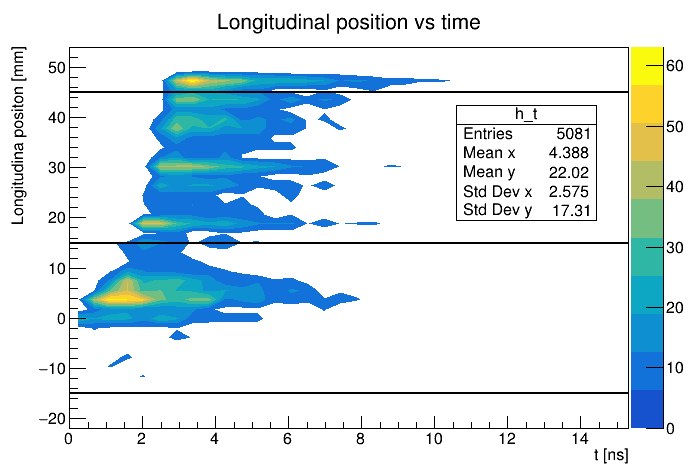 Longitudinal position vs time
Longitudina positon [mm]
50
40
30
20
10
0
−10
−20
0 2 4 6 8 10 12 14
t [ns]
h_t
Entries 5081
Mean x 4.388
Mean y 22.02
Std Dev x 2.575
Std Dev y 17.31
60
50
40
30
20
10
0